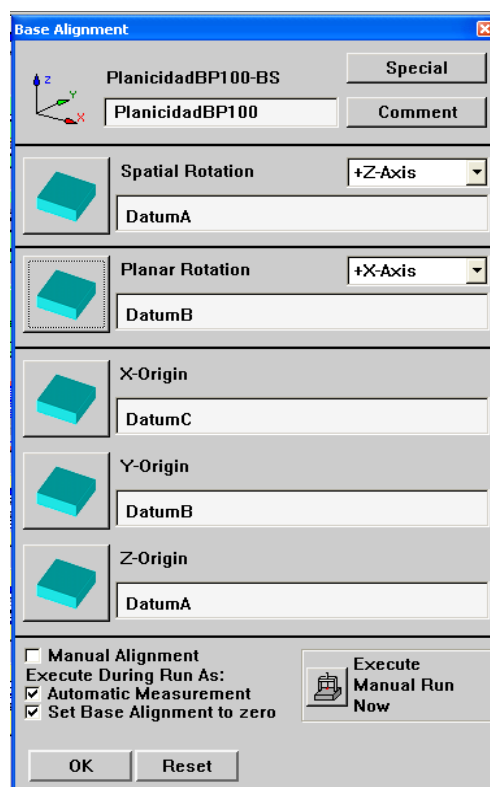 Base Alignment
Z
Y
X
PlanicidadBP100-BS
Special
PlanicidadBP100
Comment
Spatial Rotation
+Z-Axis
DatumA
Planar Rotation
+X-Axis
DatumB
X-Origin
DatumC
Y-Origin
DatumB
Z-Origin
DatumA
Manual Alignment
Execute During Run As:
Automatic Measurement
Set Base Alignment to zero
Execute
Manual Run
Now
OK
Reset